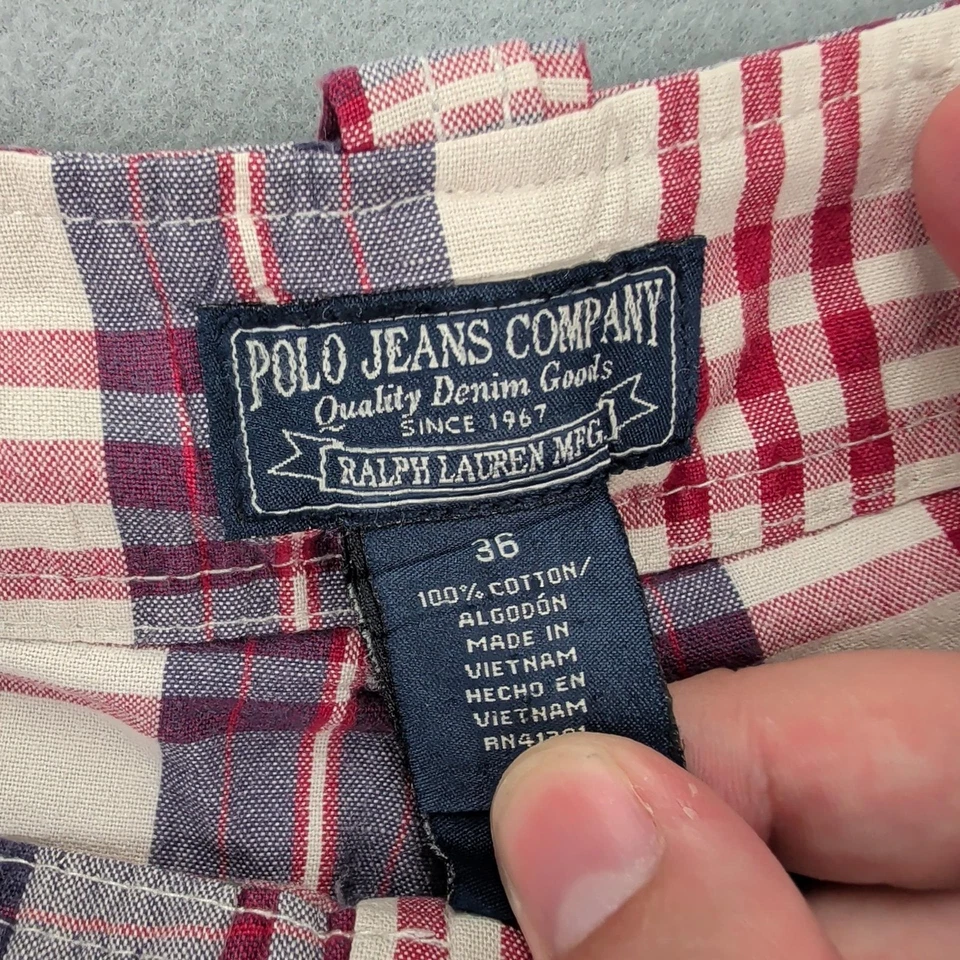 POLO JEANS COMPANY
Quality Denim Goods
SINCE 1967
RALPH LAUREN MFG.
36
100% COTTON/
ALGODÓN
MADE IN
VIETNAM
HECHO EN
VIETNAM